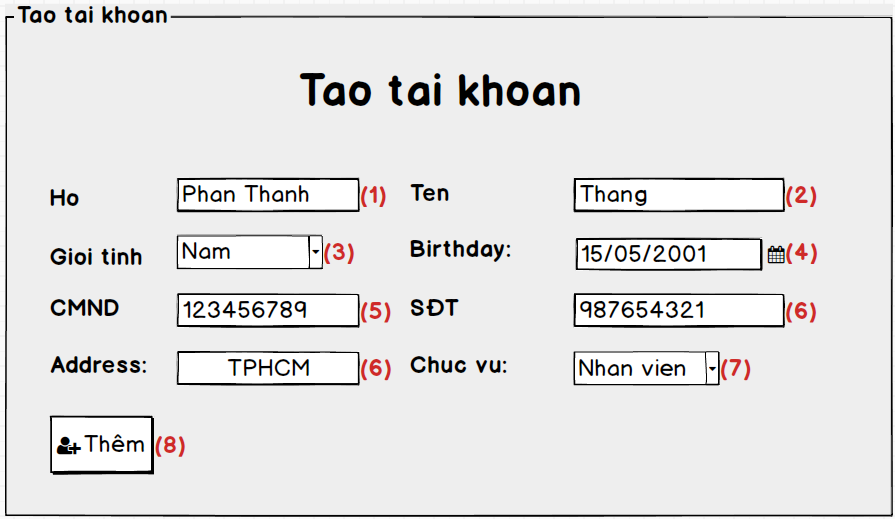 Tao tai khoan
Tao tai khoan
Ho Phan Thanh (1) Ten Thang (2)
Gioi tinh Nam (3) Birthday: 15/05/2001 (4)
CMND 123456789 (5) SĐT 987654321 (6)
Address: TPHCM (6) Chuc vu: Nhan vien (7)
Thêm (8)